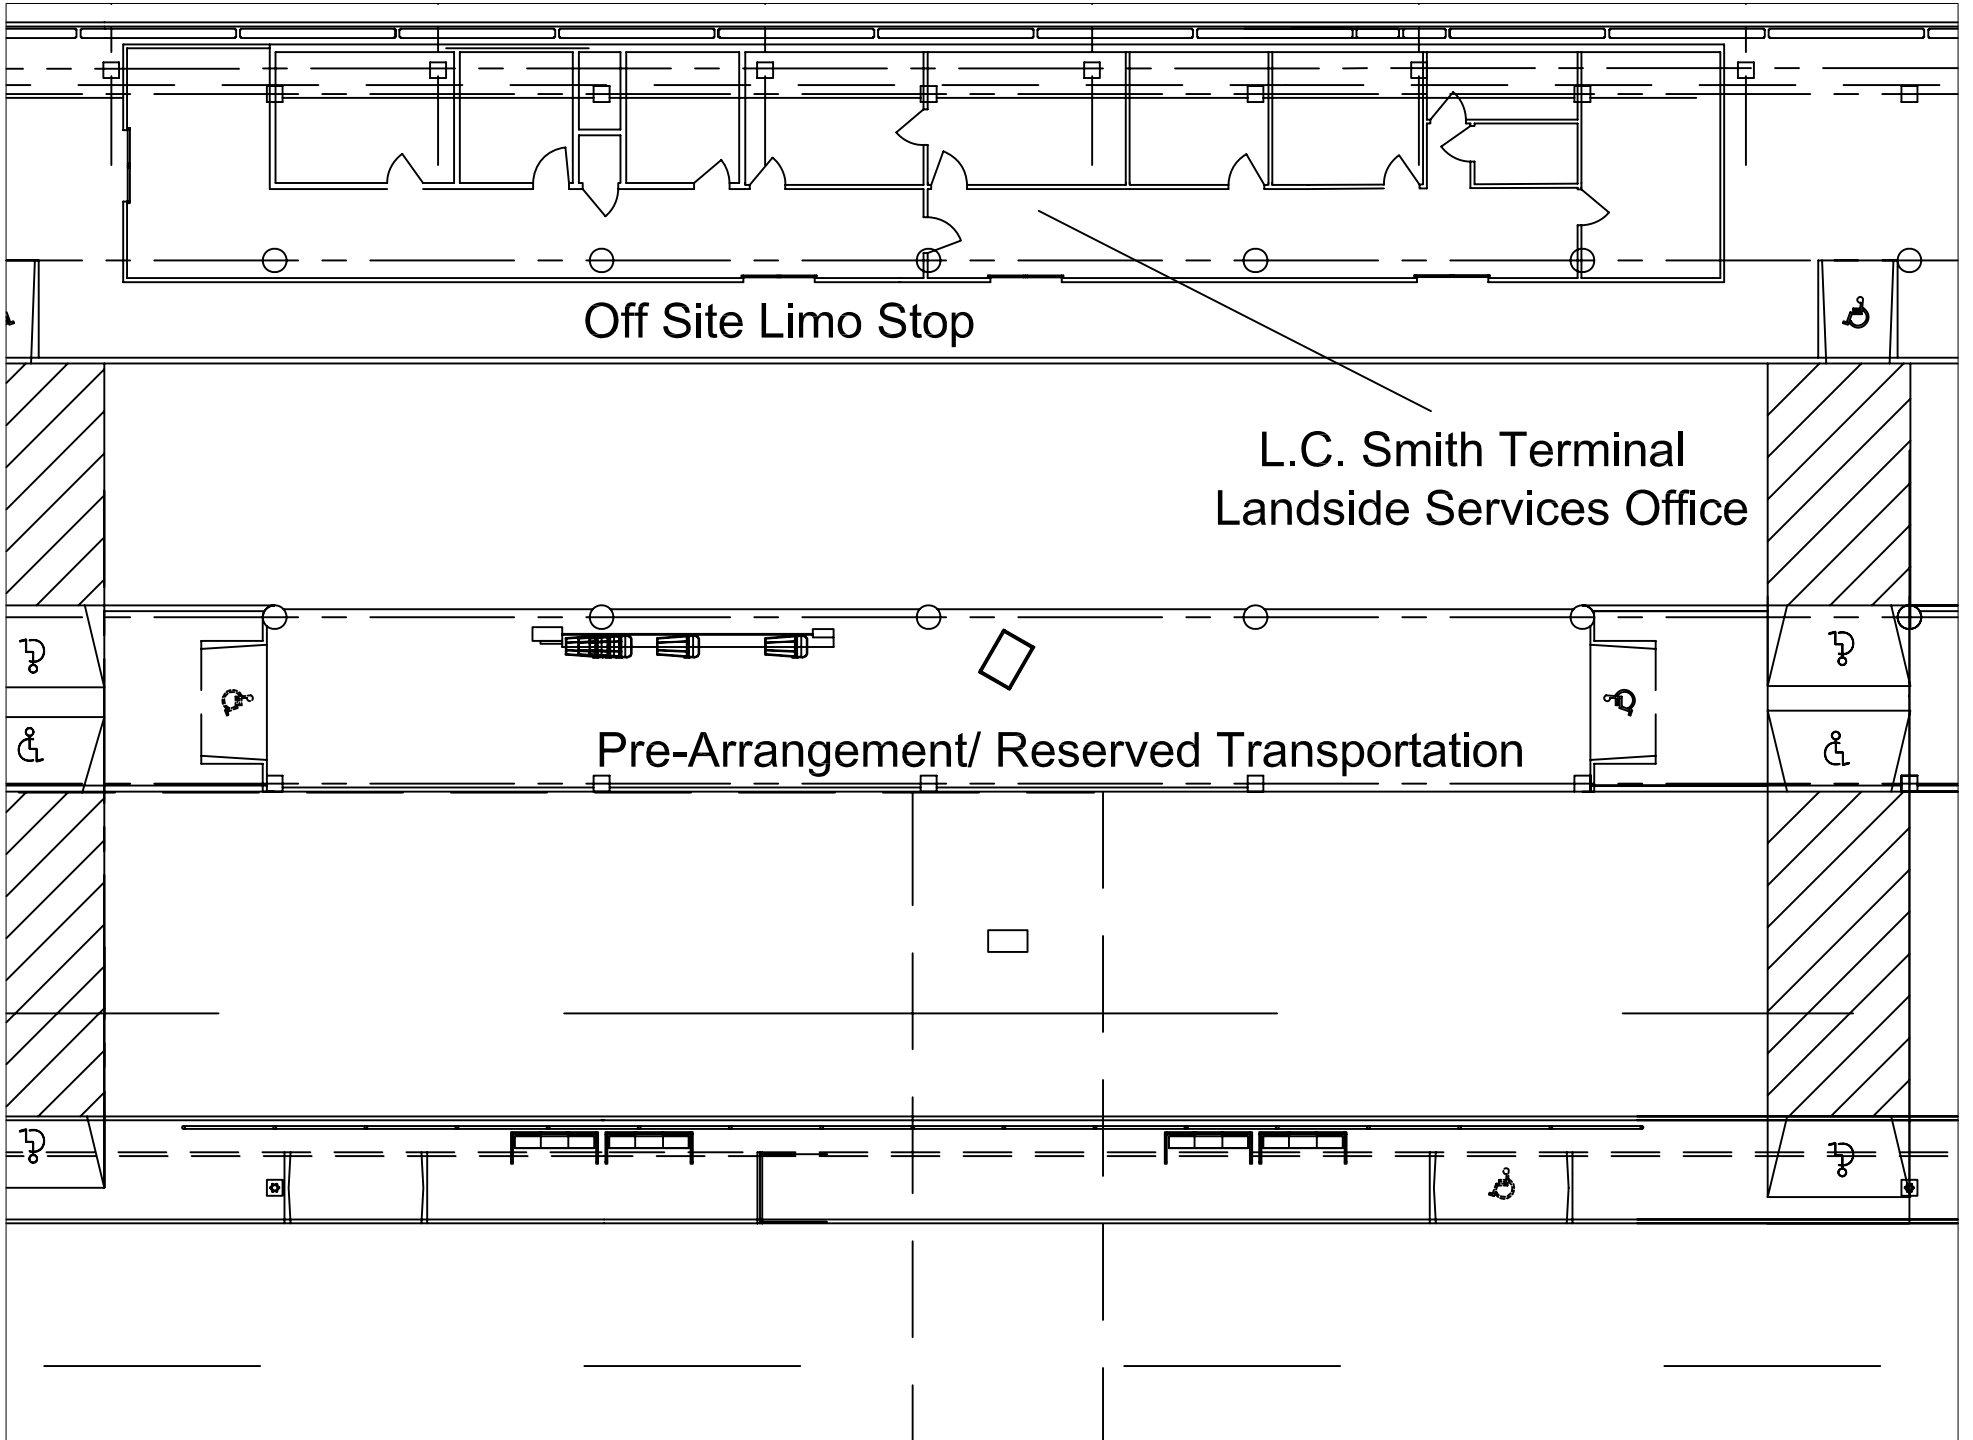 Off Site Limo Stop
L.C. Smith Terminal
Landside Services Office
Pre-Arrangement/ Reserved Transportation